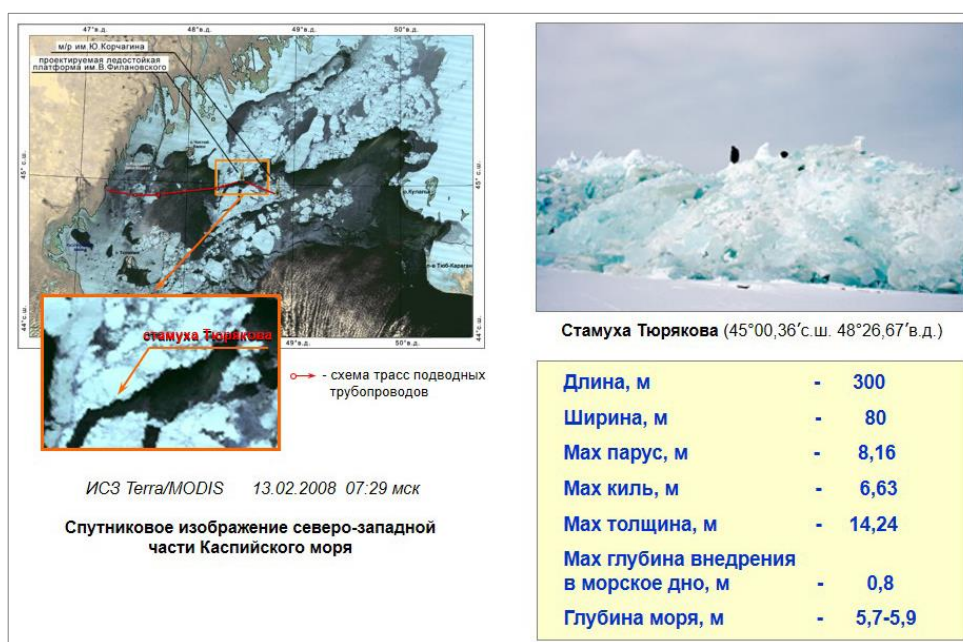 47°в.д.
48°в.д.
49°в.д.
50°в.д.
м/р им.Ю.Корчагина
проектируемая ледостойкая
платформа им.В.Филановского
45° с.ш.
45° с.ш.
о.Кулалы
п-в Тюб-Караган
44°с.ш.
44°с.ш.
49°в.д.
50°в.д.
стамуха Тюрякова
- схема трасс подводных
трубопроводов
ИСЗ Terra/MODIS 13.02.2008 07:29 мск
Спутниковое изображение северо-западной
части Каспийского моря
Стамуха Тюрякова (45°00,36′с.ш. 48°26,67′в.д.)
Длина, м - 300
Ширина, м - 80
Мах парус, м - 8,16
Мах киль, м - 6,63
Мах толщина, м - 14,24
Мах глубина внедрения
в морское дно, м - 0,8
Глубина моря, м - 5,7-5,9